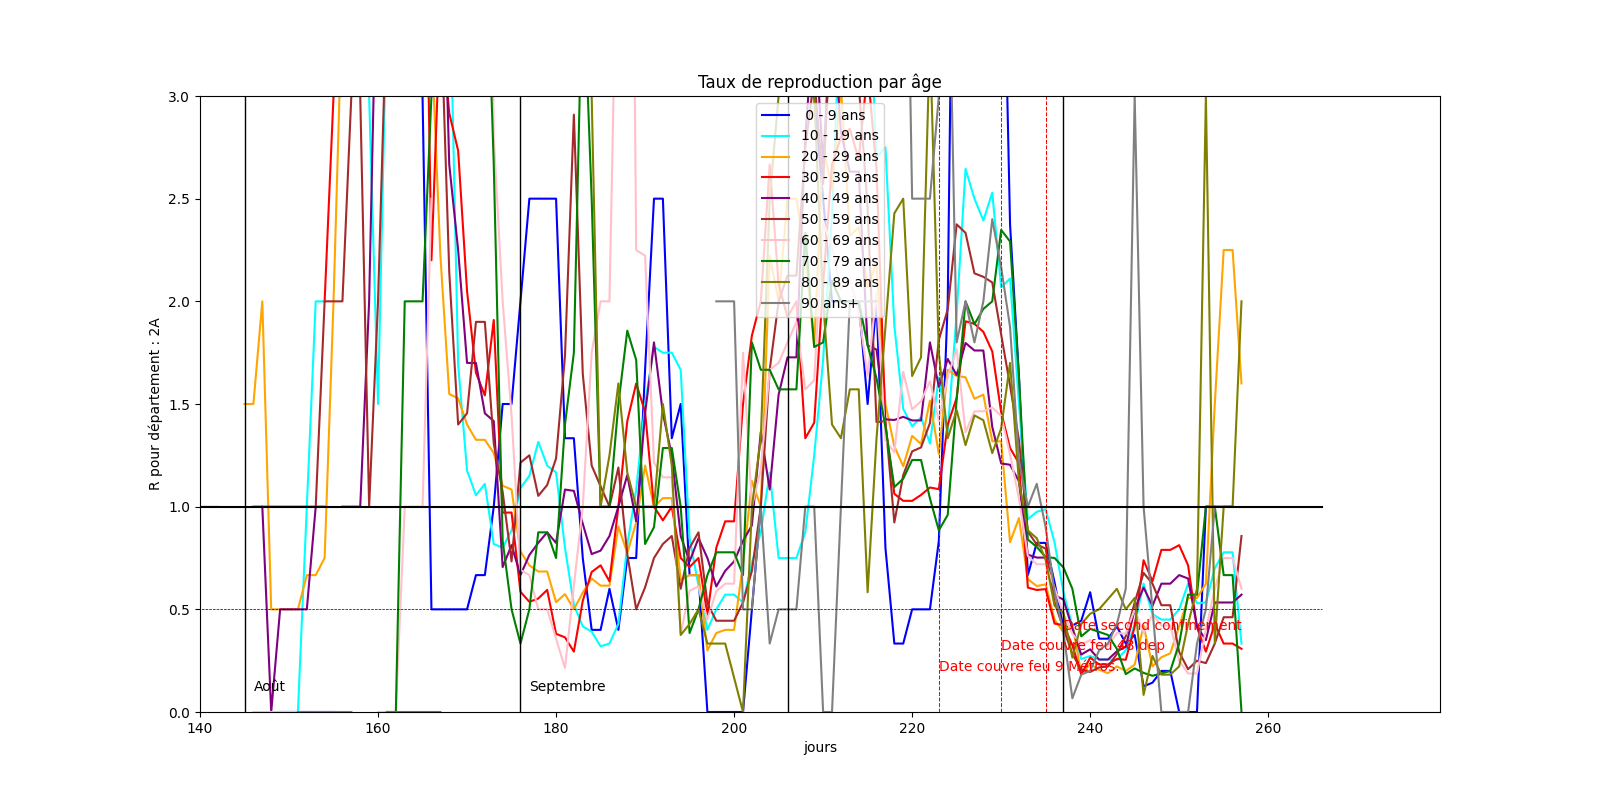 Taux de reproduction par âge
R pour département : 2A
3.0
2.5
2.0
1.5
1.0
0.5
0.0
0 - 9 ans
10 - 19 ans
20 - 29 ans
30 - 39 ans
40 - 49 ans
50 - 59 ans
60 - 69 ans
70 - 79 ans
80 - 89 ans
90 ans+
Date second confinement
Date couvre feu 48 dep
Date couvre feu 9 Métros.
Août
Septembre
140
160
180
200
220
240
260
jours